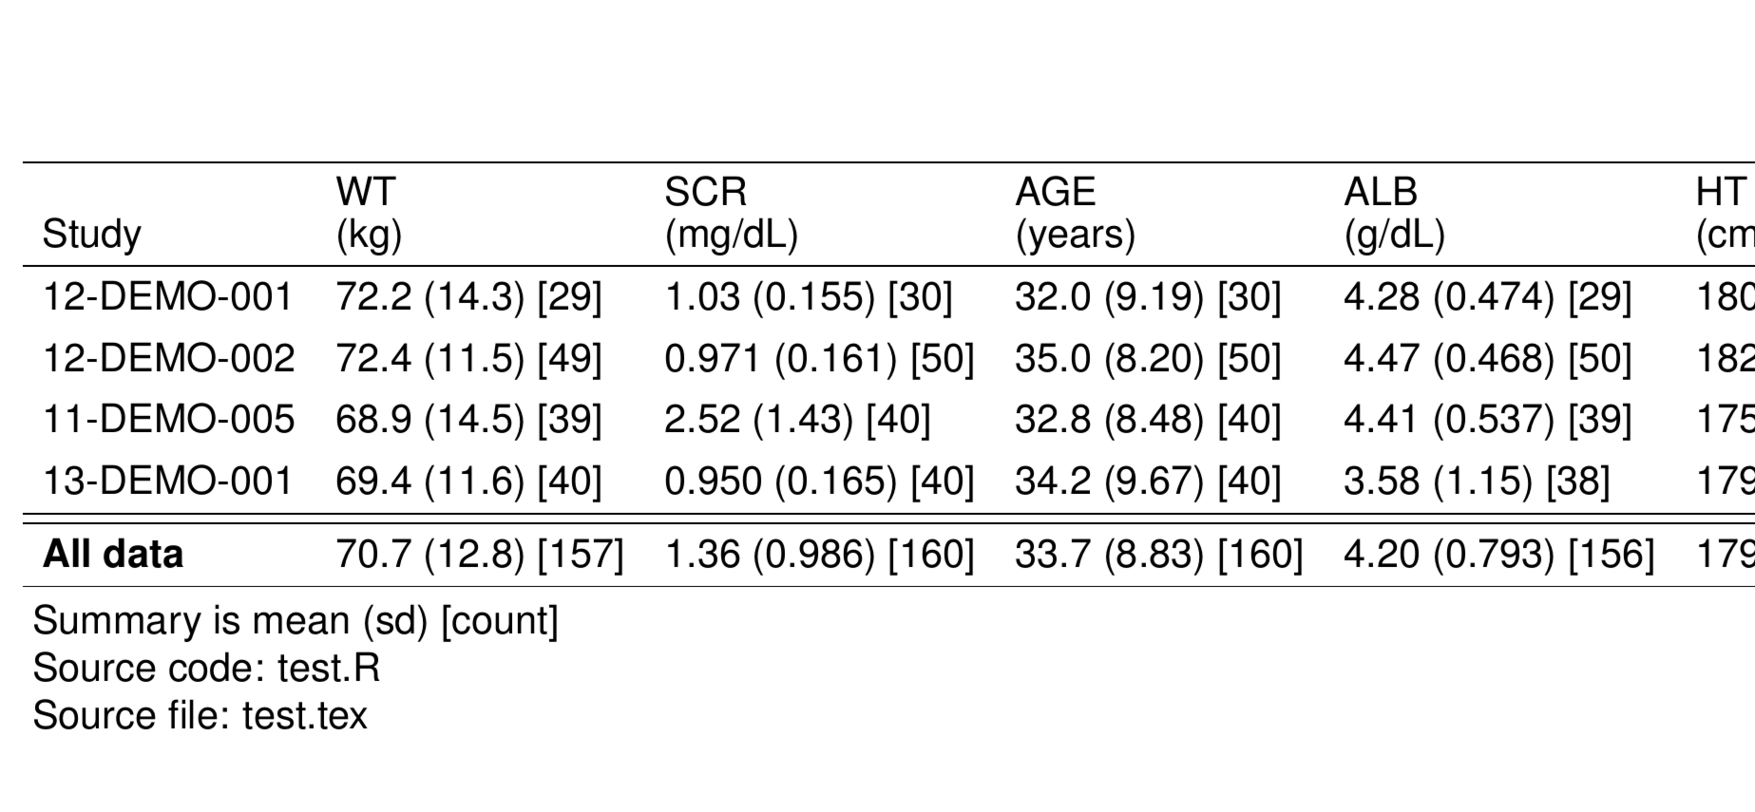 WT SCR AGE ALB HT
Study (kg) (mg/dL) (years) (g/dL) (cm
12-DEMO-001 72.2 (14.3) [29] 1.03 (0.155) [30] 32.0 (9.19) [30] 4.28 (0.474) [29] 180
12-DEMO-002 72.4 (11.5) [49] 0.971 (0.161) [50] 35.0 (8.20) [50] 4.47 (0.468) [50] 182
11-DEMO-005 68.9 (14.5) [39] 2.52 (1.43) [40] 32.8 (8.48) [40] 4.41 (0.537) [39] 175
13-DEMO-001 69.4 (11.6) [40] 0.950 (0.165) [40] 34.2 (9.67) [40] 3.58 (1.15) [38] 179
All data 70.7 (12.8) [157] 1.36 (0.986) [160] 33.7 (8.83) [160] 4.20 (0.793) [156] 179
Summary is mean (sd) [count]
Source code: test.R
Source file: test.tex